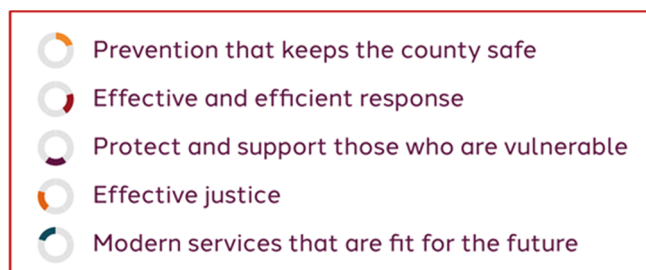 Prevention that keeps the county safe
Effective and efficient response
Protect and support those who are vulnerable
Effective justice
Modern services that are fit for the future